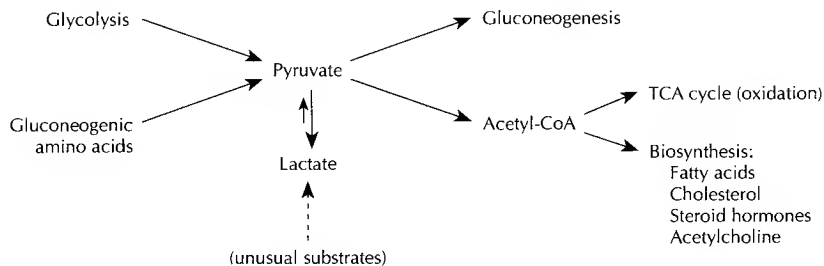 Glycolysis
Gluconeogenesis
Pyruvate
TCA cycle (oxidation)
Gluconeogenic
amino acids
Acetyl-CoA
Biosynthesis:
Fatty acids
Cholesterol
Steroid hormones
Acetylcholine
Lactate
(unusual substrates)